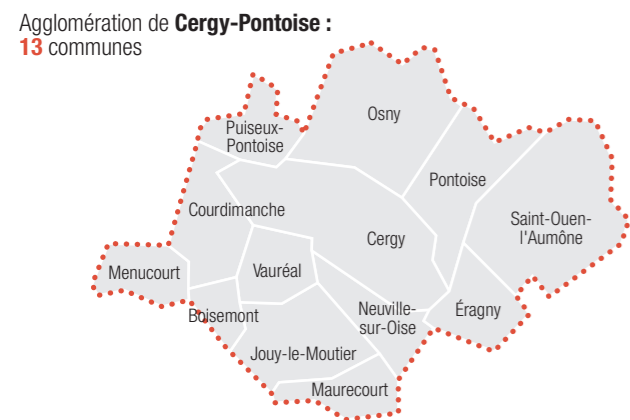 Agglomération de Cergy-Pontoise :
13 communes
Osny
Puiseux-
Pontoise
Pontoise
Courdimanche
Saint-Ouen-
l'Aumône
Cergy
Menucourt
Vauréal
Boisemont
Neuville-
sur-Oise
Éragny
Jouy-le-Moutier
Maurecourt